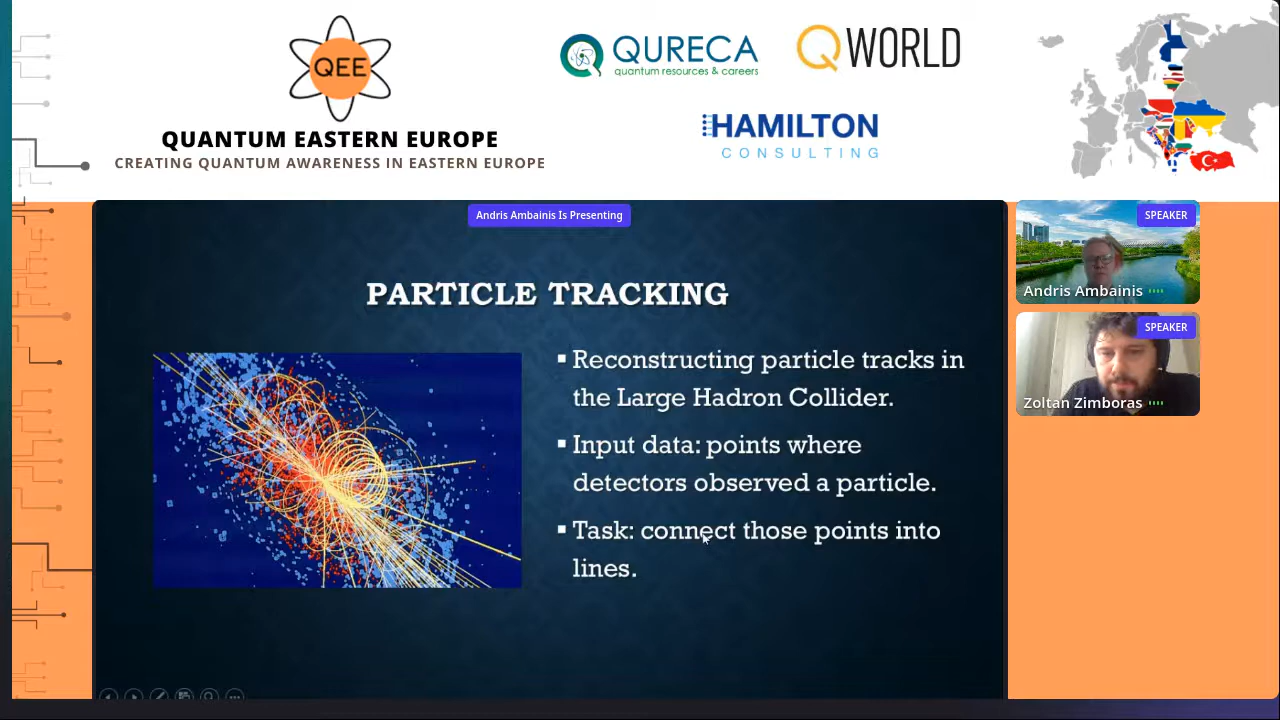 QEE
QUANTUM EASTERN EUROPE
CREATING QUANTUM AWARENESS IN EASTERN EUROPE
QURECA
quantum resources & careers
QWORLD
HAMILTON
CONSULTING
Andris Ambainis Is Presenting
PARTICLE TRACKING
▪ Reconstructing particle tracks in
the Large Hadron Collider.
▪ Input data: points where
detectors observed a particle.
▪ Task: connect those points into
lines.
SPEAKER
Andris Ambainis
SPEAKER
Zoltan Zimboras